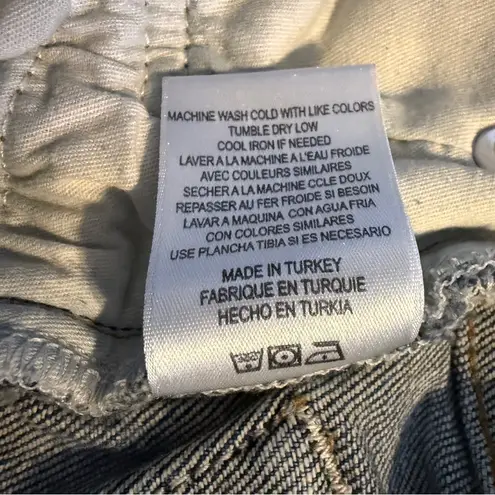 MACHINE WASH COLD WITH LIKE COLORS
TUMBLE DRY LOW
COOL IRON IF NEEDED
LAVER A LA MACHINE A L'EAU FROIDE
AVEC COULEURS SIMILAIRES
SECHER A LA MACHINE CCLE DOUX
REPASSER AU FER FROIDE SI BESOIN
LAVAR A MAQUINA CON AGUA FRIA
CON COLORES SIMILARES
USE PLANCHA TIBIA SI ES NECESARIO
MADE IN TURKEY
FABRIQUE EN TURQUIE
HECHO EN TURKIA